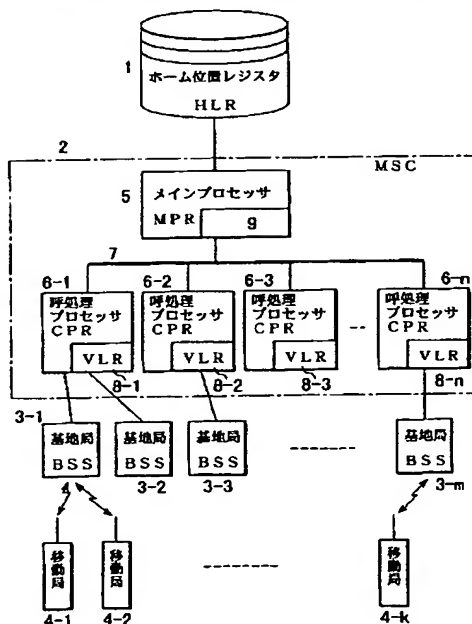 1
ホーム位置レジスタ
HLR
2
MSC
5
メインプロセッサ
MPR
9
7
6-1
6-2
6-3
6-n
呼処理
プロセッサ
CPR
VLR
呼処理
プロセッサ
CPR
VLR
呼処理
プロセッサ
CPR
VLR
呼処理
プロセッサ
CPR
VLR
8-1
8-2
8-3
8-n
3-1
基地局
BSS
基地局
BSS
基地局
BSS
基地局
BSS
3-2
3-3
3-m
移動局
移動局
移動局
4-1
4-2
4-k